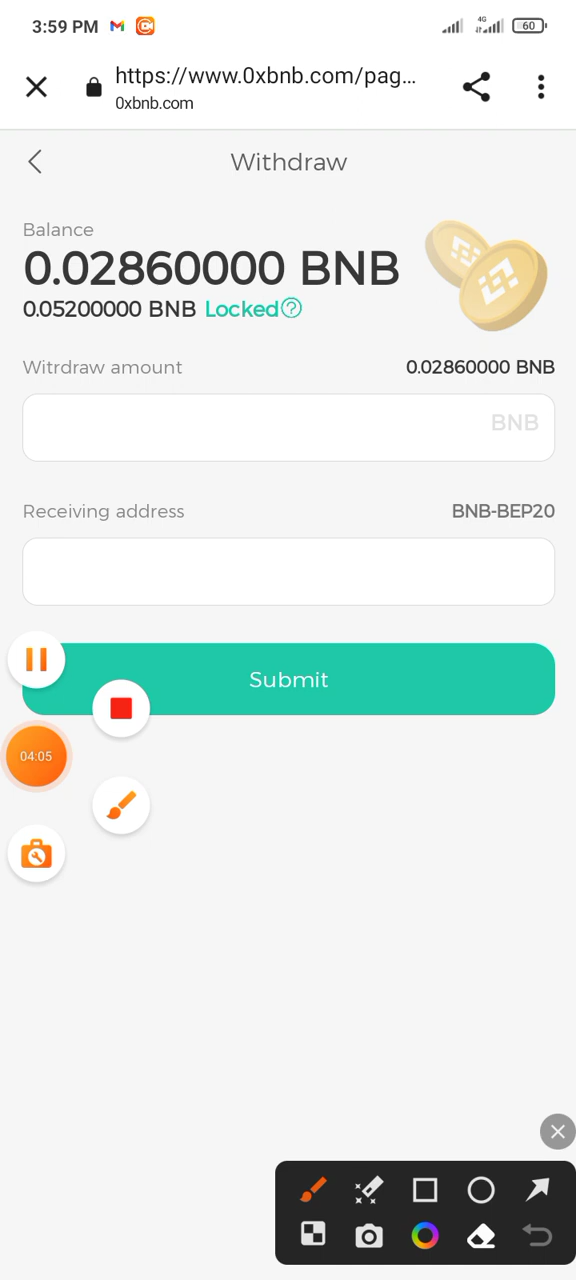 3:59 PM
4G
60
https://www.0xbnb.com/pag...
0xbnb.com
Withdraw
Balance
0.02860000 BNB
0.05200000 BNB Locked?
Witrdraw amount 0.02860000 BNB
BNB
Receiving address BNB-BEP20
Submit
04:05